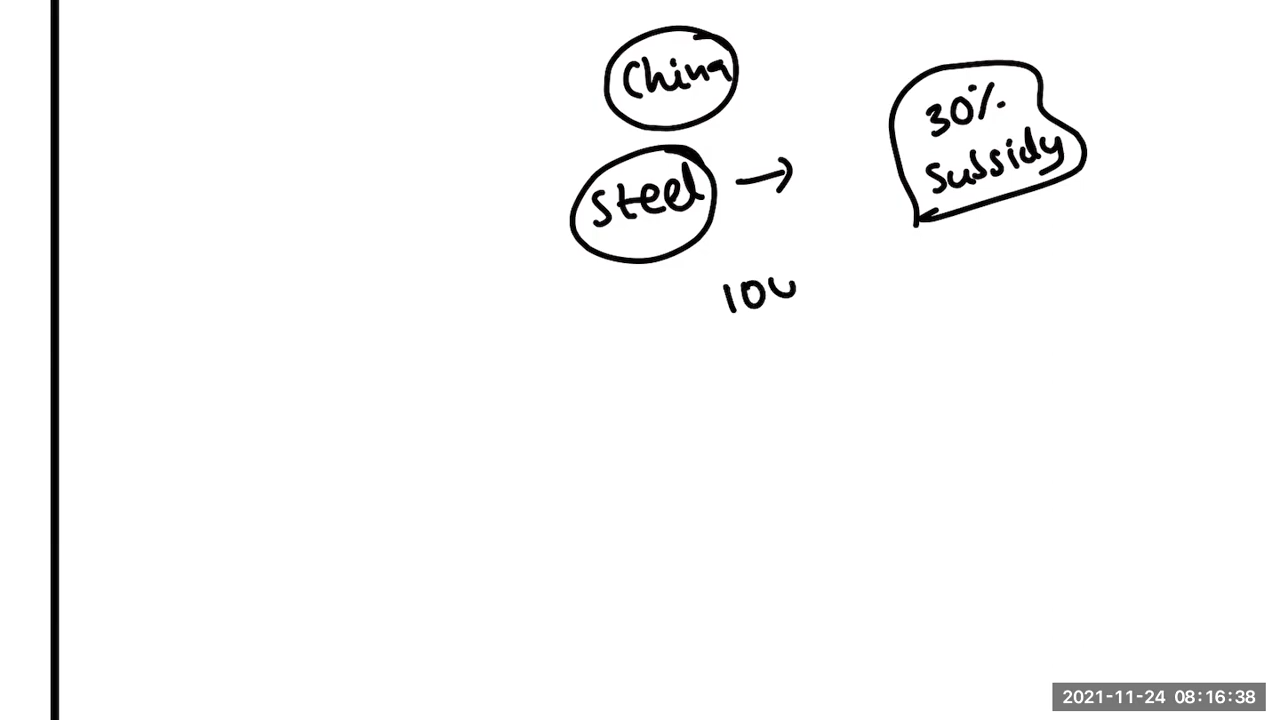 China
30%
subsidy
steel →
2021-11-24 08:16:38